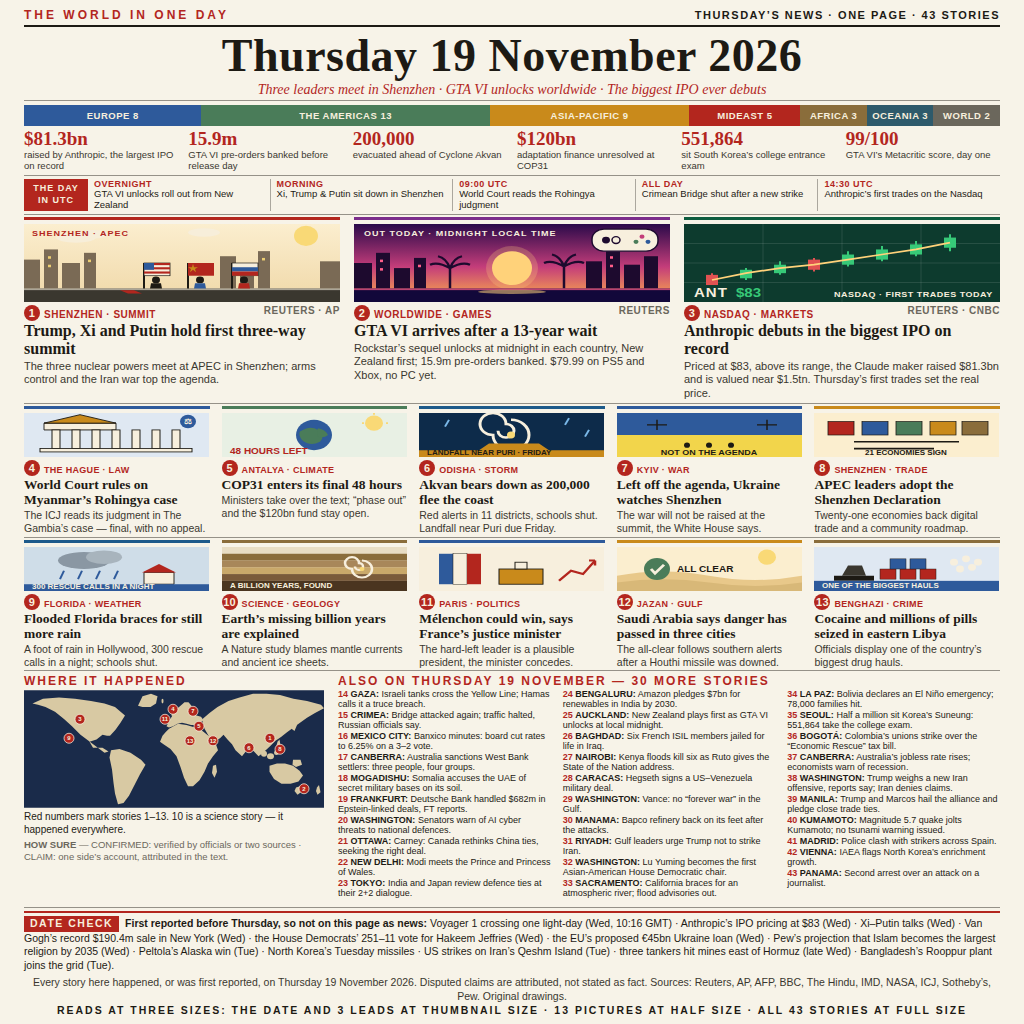 THE WORLD IN ONE DAY
THURSDAY'S NEWS · ONE PAGE · 43 STORIES
Thursday 19 November 2026
Three leaders meet in Shenzhen · GTA VI unlocks worldwide · The biggest IPO ever debuts
EUROPE 8
THE AMERICAS 13
ASIA-PACIFIC 9
MIDEAST 5
AFRICA 3
OCEANIA 3
WORLD 2
$81.3bn
raised by Anthropic, the largest IPO
on record
15.9m
GTA VI pre-orders banked before
release day
200,000
evacuated ahead of Cyclone Akvan
$120bn
adaptation finance unresolved at
COP31
551,864
sit South Korea's college entrance
exam
99/100
GTA VI's Metacritic score, day one
THE DAY
IN UTC
OVERNIGHT
GTA VI unlocks roll out from New
Zealand
MORNING
Xi, Trump & Putin sit down in Shenzhen
09:00 UTC
World Court reads the Rohingya
judgment
ALL DAY
Crimean Bridge shut after a new strike
14:30 UTC
Anthropic's first trades on the Nasdaq
SHENZHEN · APEC
1 SHENZHEN · SUMMIT
REUTERS · AP
Trump, Xi and Putin hold first three-way
summit
The three nuclear powers meet at APEC in Shenzhen; arms
control and the Iran war top the agenda.
OUT TODAY · MIDNIGHT LOCAL TIME
2 WORLDWIDE · GAMES
REUTERS
GTA VI arrives after a 13-year wait
Rockstar's sequel unlocks at midnight in each country, New
Zealand first; 15.9m pre-orders banked. $79.99 on PS5 and
Xbox, no PC yet.
ANT $83
NASDAQ · FIRST TRADES TODAY
3 NASDAQ · MARKETS
REUTERS · CNBC
Anthropic debuts in the biggest IPO on
record
Priced at $83, above its range, the Claude maker raised $81.3bn
and is valued near $1.5tn. Thursday's first trades set the real
price.
4 THE HAGUE · LAW
World Court rules on
Myanmar's Rohingya case
The ICJ reads its judgment in The
Gambia's case — final, with no appeal.
48 HOURS LEFT
5 ANTALYA · CLIMATE
COP31 enters its final 48 hours
Ministers take over the text; "phase out"
and the $120bn fund stay open.
LANDFALL NEAR PURI · FRIDAY
6 ODISHA · STORM
Akvan bears down as 200,000
flee the coast
Red alerts in 11 districts, schools shut.
Landfall near Puri due Friday.
NOT ON THE AGENDA
7 KYIV · WAR
Left off the agenda, Ukraine
watches Shenzhen
The war will not be raised at the
summit, the White House says.
21 ECONOMIES SIGN
8 SHENZHEN · TRADE
APEC leaders adopt the
Shenzhen Declaration
Twenty-one economies back digital
trade and a community roadmap.
300 RESCUE CALLS IN A NIGHT
9 FLORIDA · WEATHER
Flooded Florida braces for still
more rain
A foot of rain in Hollywood, 300 rescue
calls in a night; schools shut.
A BILLION YEARS, FOUND
10 SCIENCE · GEOLOGY
Earth's missing billion years
are explained
A Nature study blames mantle currents
and ancient ice sheets.
11 PARIS · POLITICS
Mélenchon could win, says
France's justice minister
The hard-left leader is a plausible
president, the minister concedes.
ALL CLEAR
12 JAZAN · GULF
Saudi Arabia says danger has
passed in three cities
The all-clear follows southern alerts
after a Houthi missile was downed.
ONE OF THE BIGGEST HAULS
13 BENGHAZI · CRIME
Cocaine and millions of pills
seized in eastern Libya
Officials display one of the country's
biggest drug hauls.
WHERE IT HAPPENED
3
9
4
7
11
5
13
12
6
1
8
2
Red numbers mark stories 1–13. 10 is a science story — it
happened everywhere.
HOW SURE — CONFIRMED: verified by officials or two sources ·
CLAIM: one side's account, attributed in the text.
ALSO ON THURSDAY 19 NOVEMBER — 30 MORE STORIES
14 GAZA: Israeli tanks cross the Yellow Line; Hamas
calls it a truce breach.
15 CRIMEA: Bridge attacked again; traffic halted,
Russian officials say.
16 MEXICO CITY: Banxico minutes: board cut rates
to 6.25% on a 3–2 vote.
17 CANBERRA: Australia sanctions West Bank
settlers: three people, four groups.
18 MOGADISHU: Somalia accuses the UAE of
secret military bases on its soil.
19 FRANKFURT: Deutsche Bank handled $682m in
Epstein-linked deals, FT reports.
20 WASHINGTON: Senators warn of AI cyber
threats to national defences.
21 OTTAWA: Carney: Canada rethinks China ties,
seeking the right deal.
22 NEW DELHI: Modi meets the Prince and Princess
of Wales.
23 TOKYO: India and Japan review defence ties at
their 2+2 dialogue.
24 BENGALURU: Amazon pledges $7bn for
renewables in India by 2030.
25 AUCKLAND: New Zealand plays first as GTA VI
unlocks at local midnight.
26 BAGHDAD: Six French ISIL members jailed for
life in Iraq.
27 NAIROBI: Kenya floods kill six as Ruto gives the
State of the Nation address.
28 CARACAS: Hegseth signs a US–Venezuela
military deal.
29 WASHINGTON: Vance: no "forever war" in the
Gulf.
30 MANAMA: Bapco refinery back on its feet after
the attacks.
31 RIYADH: Gulf leaders urge Trump not to strike
Iran.
32 WASHINGTON: Lu Yuming becomes the first
Asian-American House Democratic chair.
33 SACRAMENTO: California braces for an
atmospheric river; flood advisories out.
34 LA PAZ: Bolivia declares an El Niño emergency;
78,000 families hit.
35 SEOUL: Half a million sit Korea's Suneung:
551,864 take the college exam.
36 BOGOTÁ: Colombia's unions strike over the
"Economic Rescue" tax bill.
37 CANBERRA: Australia's jobless rate rises;
economists warn of recession.
38 WASHINGTON: Trump weighs a new Iran
offensive, reports say; Iran denies claims.
39 MANILA: Trump and Marcos hail the alliance and
pledge close trade ties.
40 KUMAMOTO: Magnitude 5.7 quake jolts
Kumamoto; no tsunami warning issued.
41 MADRID: Police clash with strikers across Spain.
42 VIENNA: IAEA flags North Korea's enrichment
growth.
43 PANAMA: Second arrest over an attack on a
journalist.
DATE CHECK First reported before Thursday, so not on this page as news: Voyager 1 crossing one light-day (Wed, 10:16 GMT) · Anthropic's IPO pricing at $83 (Wed) · Xi–Putin talks (Wed) · Van
Gogh's record $190.4m sale in New York (Wed) · the House Democrats' 251–11 vote for Hakeem Jeffries (Wed) · the EU's proposed €45bn Ukraine loan (Wed) · Pew's projection that Islam becomes the largest
religion by 2035 (Wed) · Peltola's Alaska win (Tue) · North Korea's Tuesday missiles · US strikes on Iran's Qeshm Island (Tue) · three tankers hit mines east of Hormuz (late Wed) · Bangladesh's Rooppur plant
joins the grid (Tue).
Every story here happened, or was first reported, on Thursday 19 November 2026. Disputed claims are attributed, not stated as fact. Sources: Reuters, AP, AFP, BBC, The Hindu, IMD, NASA, ICJ, Sotheby's,
Pew. Original drawings.
READS AT THREE SIZES: THE DATE AND 3 LEADS AT THUMBNAIL SIZE · 13 PICTURES AT HALF SIZE · ALL 43 STORIES AT FULL SIZE